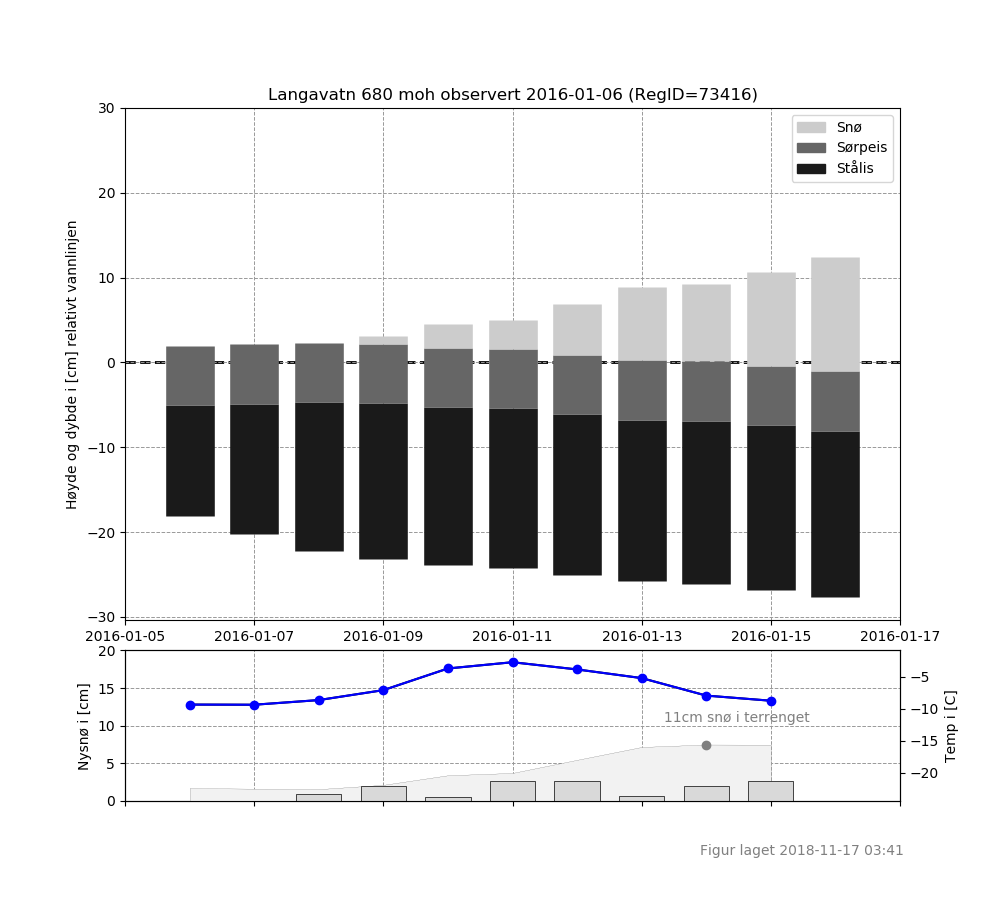 Langavatn 680 moh observert 2016-01-06 (RegID=73416)
Høyde og dybde i [cm] relativt vannlinjen
30
20
10
0
−10
−20
−30
Snø
Sørpeis
Stålis
2016-01-05
2016-01-07
2016-01-09
2016-01-11
2016-01-13
2016-01-15
2016-01-17
Nysnø i [cm]
20
15
10
5
0
11cm snø i terrenget
−5
−10
−15
−20
Temp i [C]
Figur laget 2018-11-17 03:41